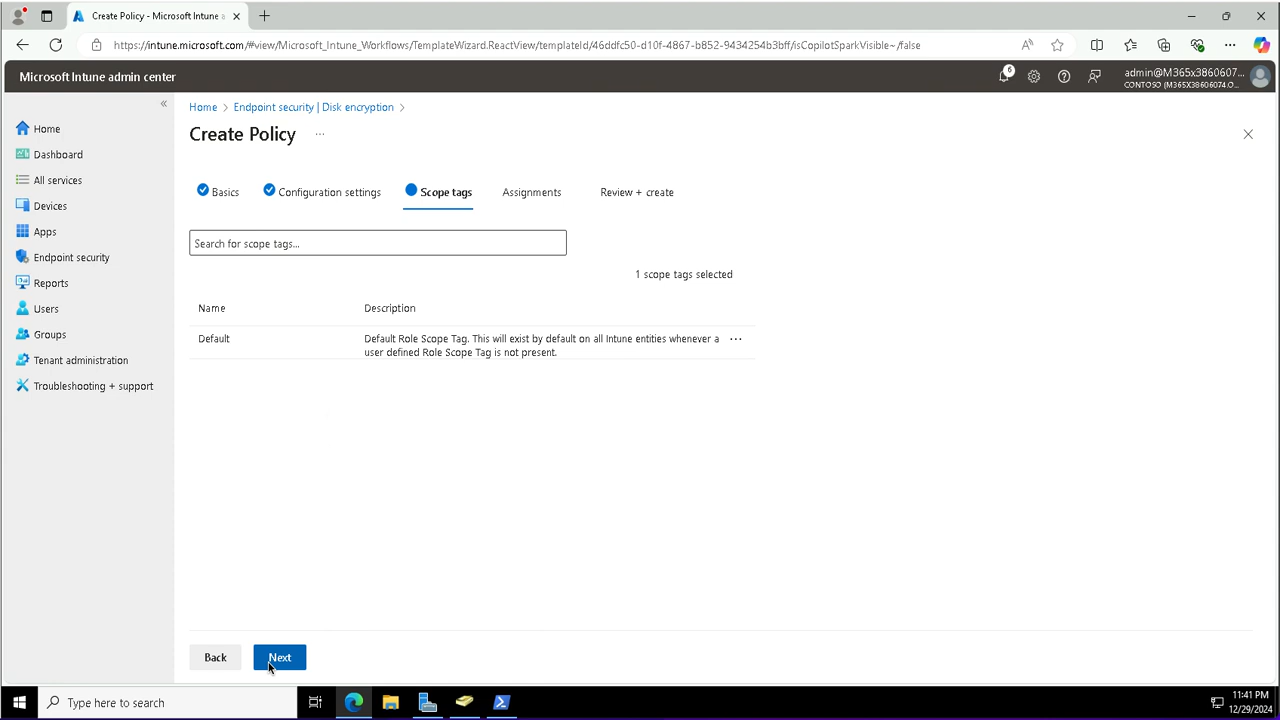 Create Policy - Microsoft Intune a
https://intune.microsoft.com/#view/Microsoft_Intune_Workflows/TemplateWizard.ReactView/templateId/46ddfc50-d10f-4867-b852-9434254b3bff/isCopilotSparkVisible~/false
Microsoft Intune admin center
6
admin@M365x3860607...
CONTOSO (M365X38606074.O...
Home > Endpoint security | Disk encryption >
Create Policy ...
Home
Dashboard
All services
Devices
Apps
Endpoint security
Reports
Users
Groups
Tenant administration
Troubleshooting + support
Basics Configuration settings Scope tags Assignments Review + create
Search for scope tags...
1 scope tags selected
Name Description
Default Default Role Scope Tag. This will exist by default on all Intune entities whenever a
user defined Role Scope Tag is not present.
Back Next
Type here to search
11:41 PM
12/29/2024